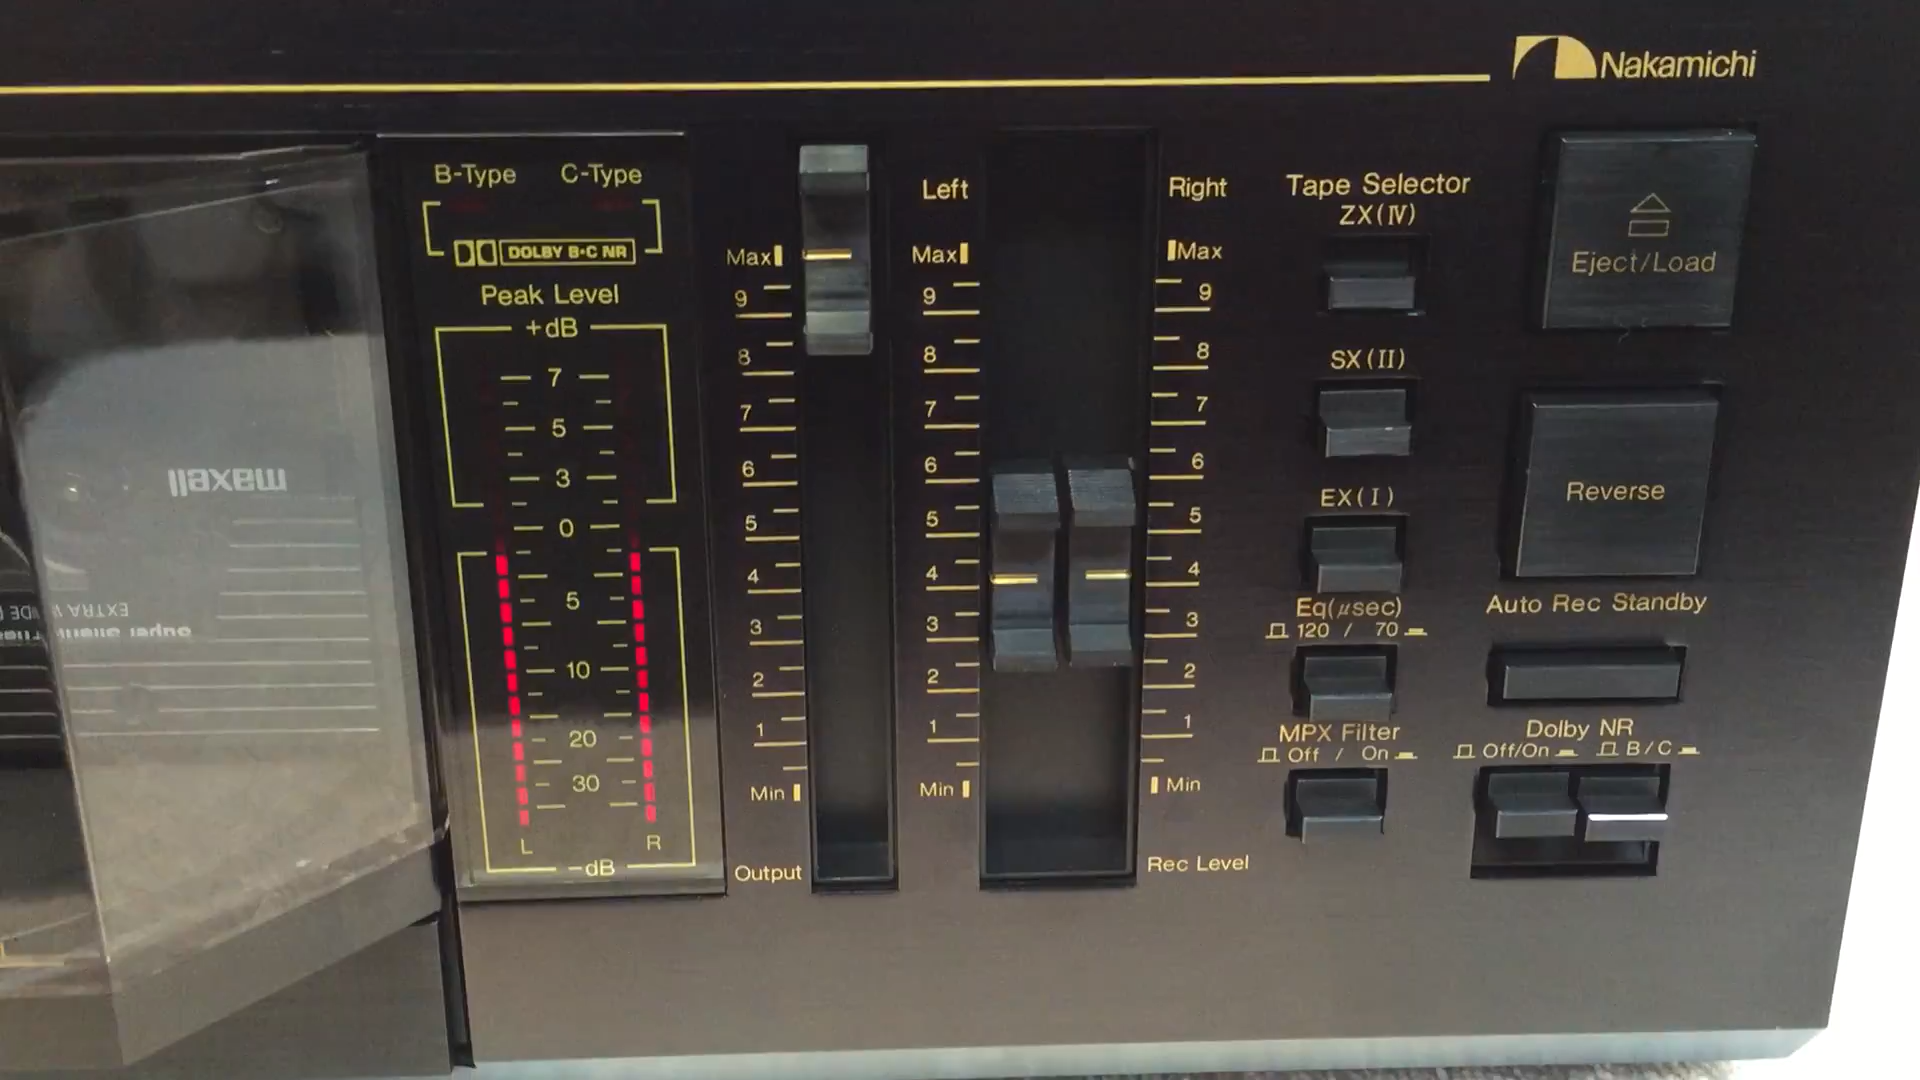 Nakamichi
B-Type C-Type
DOLBY B·C NR
Peak Level
+dB
7
5
3
0
5
10
20
30
L R
−dB
Max
9
8
7
6
5
4
3
2
1
Min
Output
Left
Max
9
8
7
6
5
4
3
2
1
Min
Right
Max
9
8
7
6
5
4
3
2
1
Min
Rec Level
Tape Selector
ZX(IV)
SX(II)
EX(I)
Eq(μsec)
120 / 70
MPX Filter
Off / On
Eject/Load
Reverse
Auto Rec Standby
Dolby NR
Off/On B/C
maxell
EXTRA
Super Silent